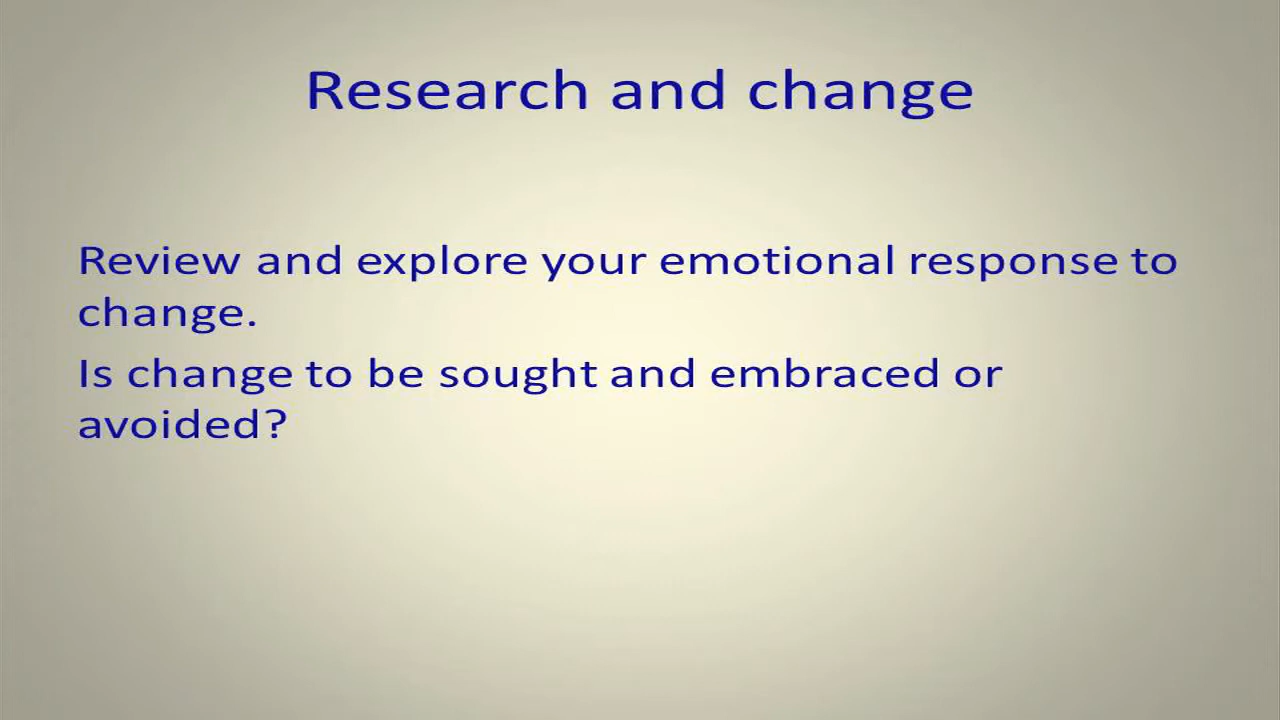 Research and change
Review and explore your emotional response to
change.
Is change to be sought and embraced or
avoided?